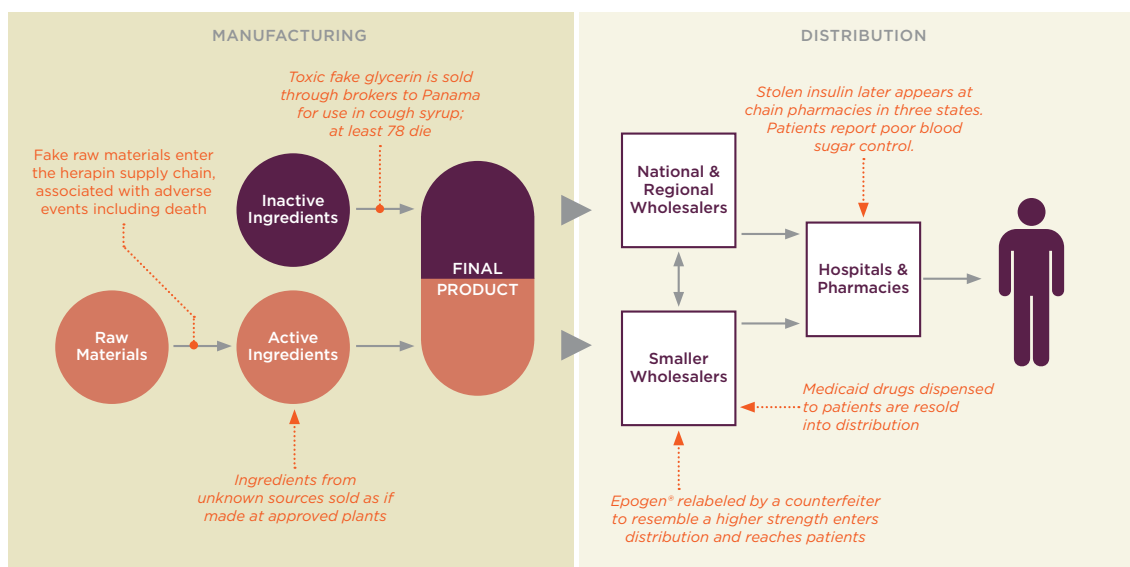 MANUFACTURING
Toxic fake glycerin is sold
through brokers to Panama
for use in cough syrup;
at least 78 die
Fake raw materials enter
the herapin supply chain,
associated with adverse
events including death
Inactive
Ingredients
FINAL
PRODUCT
Raw
Materials
Active
Ingredients
Ingredients from
unknown sources sold as if
made at approved plants
DISTRIBUTION
Stolen insulin later appears at
chain pharmacies in three states.
Patients report poor blood
sugar control.
National &
Regional
Wholesalers
Hospitals &
Pharmacies
Smaller
Wholesalers
Medicaid drugs dispensed
to patients are resold
into distribution
Epogen® relabeled by a counterfeiter
to resemble a higher strength enters
distribution and reaches patients